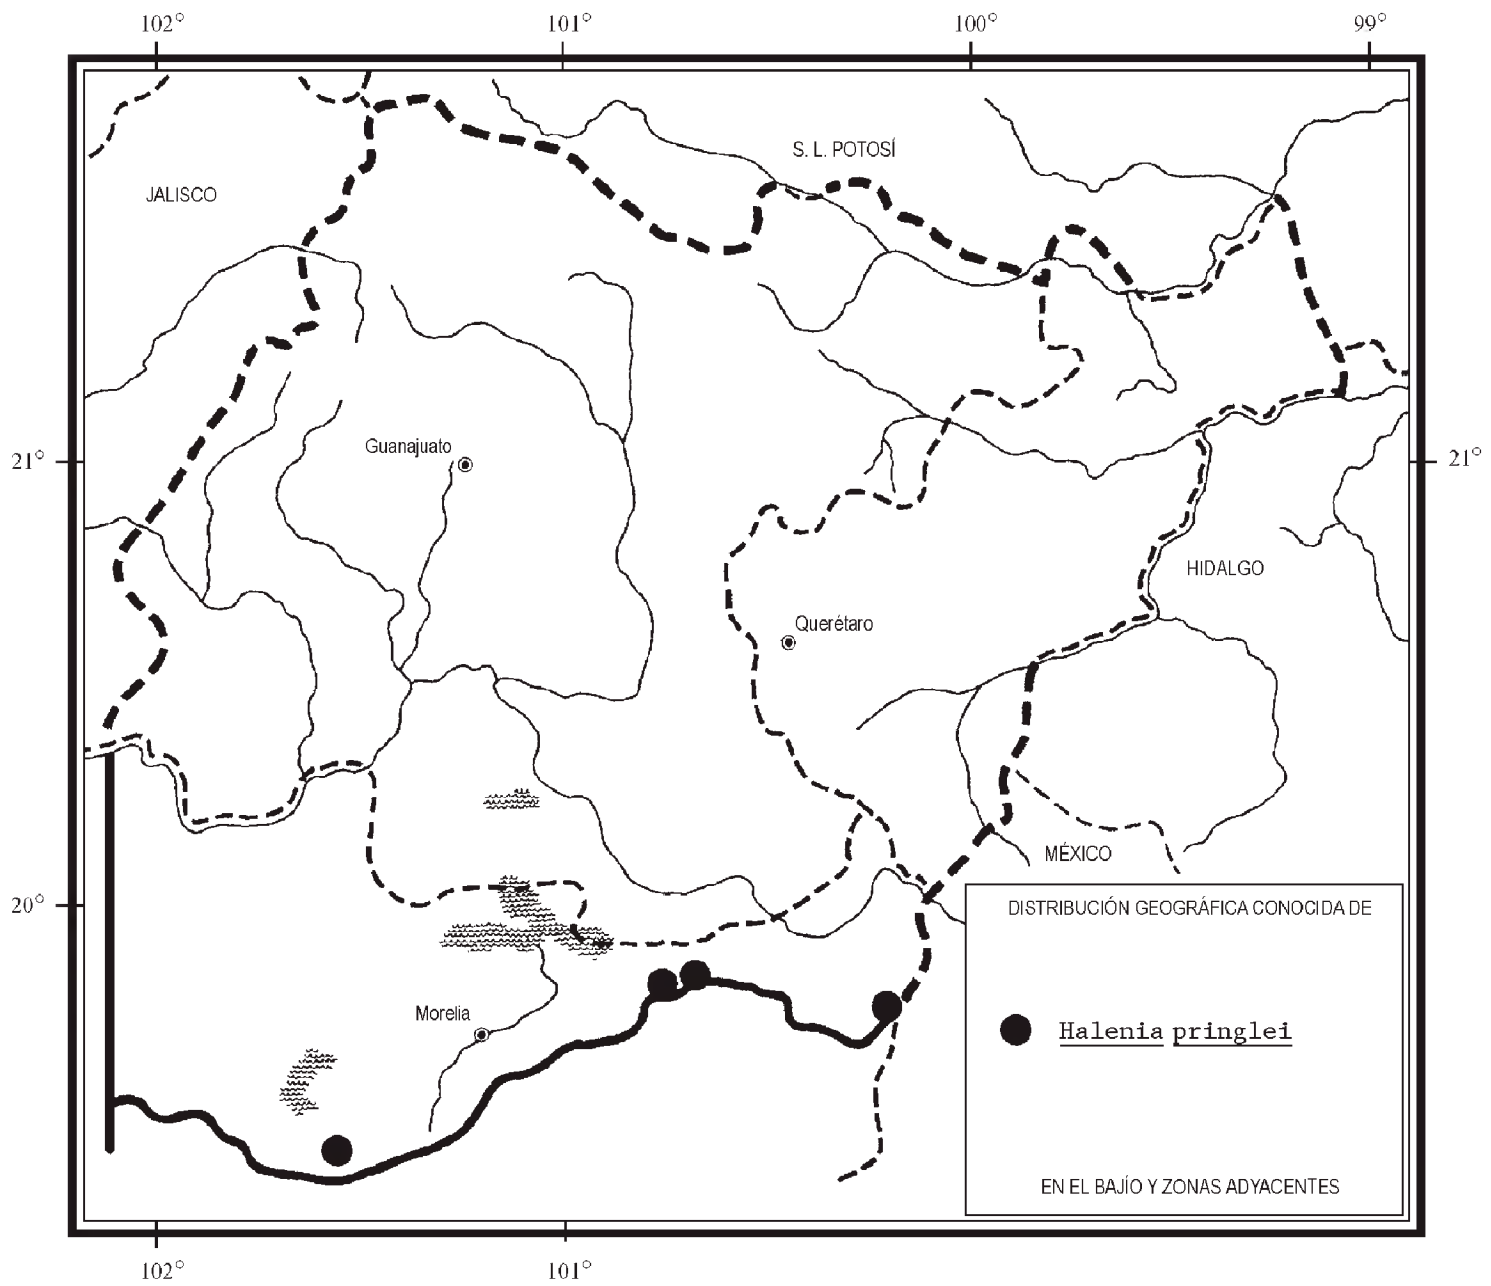 102° 101° 100° 99°
S. L. POTOSÍ
JALISCO
Guanajuato
21° 21°
HIDALGO
Querétaro
MÉXICO
20°
DISTRIBUCIÓN GEOGRÁFICA CONOCIDA DE
Morelia
Halenia pringlei
EN EL BAJÍO Y ZONAS ADYACENTES
102° 101°